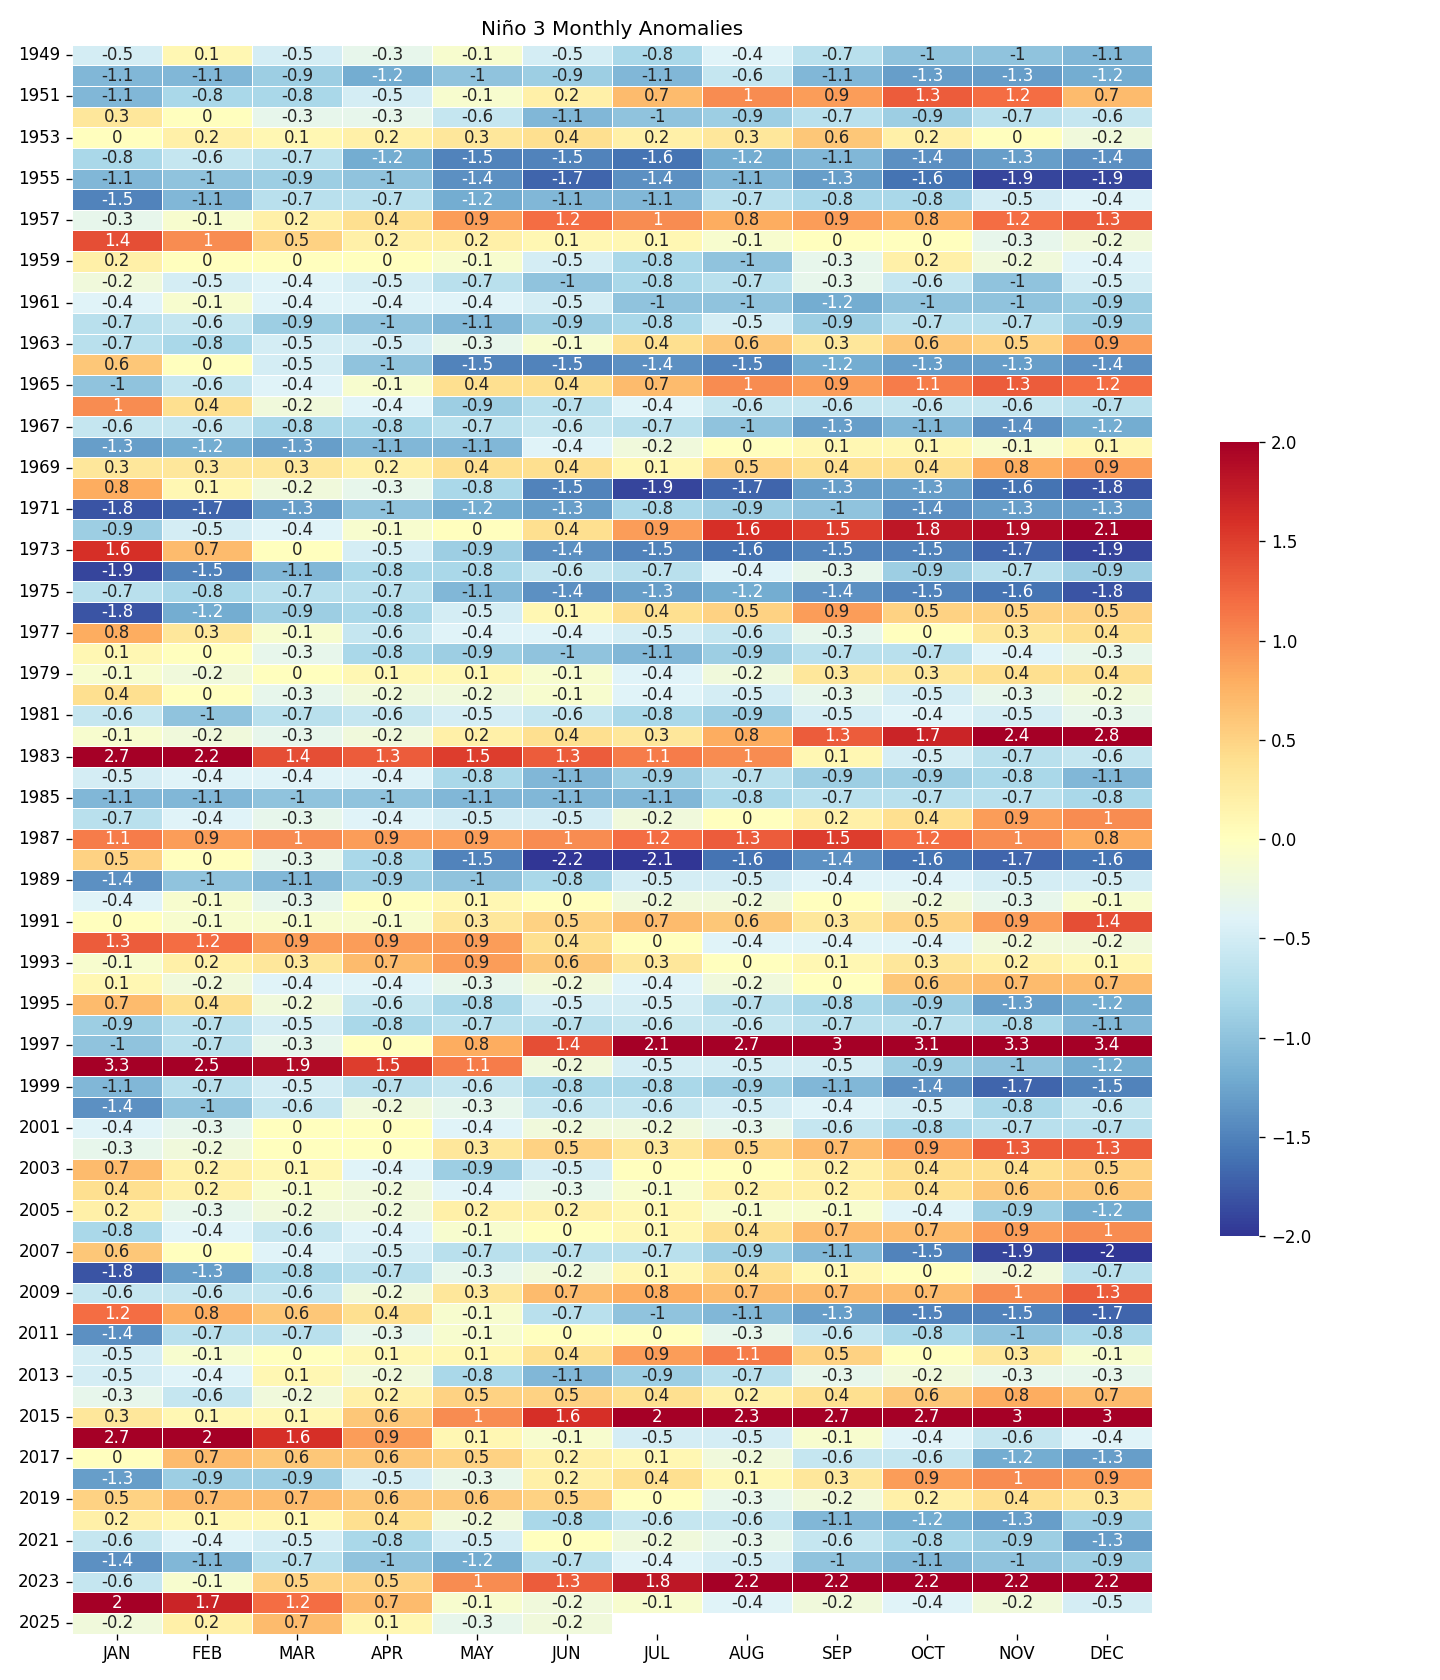 Niño 3 Monthly Anomalies
1949 -0.5 0.1 -0.5 -0.3 -0.1 -0.5 -0.8 -0.4 -0.7 -1 -1 -1.1
-1.1 -1.1 -0.9 -1.2 -1 -0.9 -1.1 -0.6 -1.1 -1.3 -1.3 -1.2
1951 -1.1 -0.8 -0.8 -0.5 -0.1 0.2 0.7 1 0.9 1.3 1.2 0.7
0.3 0 -0.3 -0.3 -0.6 -1.1 -1 -0.9 -0.7 -0.9 -0.7 -0.6
1953 0 0.2 0.1 0.2 0.3 0.4 0.2 0.3 0.6 0.2 0 -0.2
-0.8 -0.6 -0.7 -1.2 -1.5 -1.5 -1.6 -1.2 -1.1 -1.4 -1.3 -1.4
1955 -1.1 -1 -0.9 -1 -1.4 -1.7 -1.4 -1.1 -1.3 -1.6 -1.9 -1.9
-1.5 -1.1 -0.7 -0.7 -1.2 -1.1 -1.1 -0.7 -0.8 -0.8 -0.5 -0.4
1957 -0.3 -0.1 0.2 0.4 0.9 1.2 1 0.8 0.9 0.8 1.2 1.3
1.4 1 0.5 0.2 0.2 0.1 0.1 -0.1 0 0 -0.3 -0.2
1959 0.2 0 0 0 -0.1 -0.5 -0.8 -1 -0.3 0.2 -0.2 -0.4
-0.2 -0.5 -0.4 -0.5 -0.7 -1 -0.8 -0.7 -0.3 -0.6 -1 -0.5
1961 -0.4 -0.1 -0.4 -0.4 -0.4 -0.5 -1 -1 -1.2 -1 -1 -0.9
-0.7 -0.6 -0.9 -1 -1.1 -0.9 -0.8 -0.5 -0.9 -0.7 -0.7 -0.9
1963 -0.7 -0.8 -0.5 -0.5 -0.3 -0.1 0.4 0.6 0.3 0.6 0.5 0.9
0.6 0 -0.5 -1 -1.5 -1.5 -1.4 -1.5 -1.2 -1.3 -1.3 -1.4
1965 -1 -0.6 -0.4 -0.1 0.4 0.4 0.7 1 0.9 1.1 1.3 1.2
1 0.4 -0.2 -0.4 -0.9 -0.7 -0.4 -0.6 -0.6 -0.6 -0.6 -0.7
1967 -0.6 -0.6 -0.8 -0.8 -0.7 -0.6 -0.7 -1 -1.3 -1.1 -1.4 -1.2
-1.3 -1.2 -1.3 -1.1 -1.1 -0.4 -0.2 0 0.1 0.1 -0.1 0.1
1969 0.3 0.3 0.3 0.2 0.4 0.4 0.1 0.5 0.4 0.4 0.8 0.9
0.8 0.1 -0.2 -0.3 -0.8 -1.5 -1.9 -1.7 -1.3 -1.3 -1.6 -1.8
1971 -1.8 -1.7 -1.3 -1 -1.2 -1.3 -0.8 -0.9 -1 -1.4 -1.3 -1.3
-0.9 -0.5 -0.4 -0.1 0 0.4 0.9 1.6 1.5 1.8 1.9 2.1
1973 1.6 0.7 0 -0.5 -0.9 -1.4 -1.5 -1.6 -1.5 -1.5 -1.7 -1.9
-1.9 -1.5 -1.1 -0.8 -0.8 -0.6 -0.7 -0.4 -0.3 -0.9 -0.7 -0.9
1975 -0.7 -0.8 -0.7 -0.7 -1.1 -1.4 -1.3 -1.2 -1.4 -1.5 -1.6 -1.8
-1.8 -1.2 -0.9 -0.8 -0.5 0.1 0.4 0.5 0.9 0.5 0.5 0.5
1977 0.8 0.3 -0.1 -0.6 -0.4 -0.4 -0.5 -0.6 -0.3 0 0.3 0.4
0.1 0 -0.3 -0.8 -0.9 -1 -1.1 -0.9 -0.7 -0.7 -0.4 -0.3
1979 -0.1 -0.2 0 0.1 0.1 -0.1 -0.4 -0.2 0.3 0.3 0.4 0.4
0.4 0 -0.3 -0.2 -0.2 -0.1 -0.4 -0.5 -0.3 -0.5 -0.3 -0.2
1981 -0.6 -1 -0.7 -0.6 -0.5 -0.6 -0.8 -0.9 -0.5 -0.4 -0.5 -0.3
-0.1 -0.2 -0.3 -0.2 0.2 0.4 0.3 0.8 1.3 1.7 2.4 2.8
1983 2.7 2.2 1.4 1.3 1.5 1.3 1.1 1 0.1 -0.5 -0.7 -0.6
-0.5 -0.4 -0.4 -0.4 -0.8 -1.1 -0.9 -0.7 -0.9 -0.9 -0.8 -1.1
1985 -1.1 -1.1 -1 -1 -1.1 -1.1 -1.1 -0.8 -0.7 -0.7 -0.7 -0.8
-0.7 -0.4 -0.3 -0.4 -0.5 -0.5 -0.2 0 0.2 0.4 0.9 1
1987 1.1 0.9 1 0.9 0.9 1 1.2 1.3 1.5 1.2 1 0.8
0.5 0 -0.3 -0.8 -1.5 -2.2 -2.1 -1.6 -1.4 -1.6 -1.7 -1.6
1989 -1.4 -1 -1.1 -0.9 -1 -0.8 -0.5 -0.5 -0.4 -0.4 -0.5 -0.5
-0.4 -0.1 -0.3 0 0.1 0 -0.2 -0.2 0 -0.2 -0.3 -0.1
1991 0 -0.1 -0.1 -0.1 0.3 0.5 0.7 0.6 0.3 0.5 0.9 1.4
1.3 1.2 0.9 0.9 0.9 0.4 0 -0.4 -0.4 -0.4 -0.2 -0.2
1993 -0.1 0.2 0.3 0.7 0.9 0.6 0.3 0 0.1 0.3 0.2 0.1
0.1 -0.2 -0.4 -0.4 -0.3 -0.2 -0.4 -0.2 0 0.6 0.7 0.7
1995 0.7 0.4 -0.2 -0.6 -0.8 -0.5 -0.5 -0.7 -0.8 -0.9 -1.3 -1.2
-0.9 -0.7 -0.5 -0.8 -0.7 -0.7 -0.6 -0.6 -0.7 -0.7 -0.8 -1.1
1997 -1 -0.7 -0.3 0 0.8 1.4 2.1 2.7 3 3.1 3.3 3.4
3.3 2.5 1.9 1.5 1.1 -0.2 -0.5 -0.5 -0.5 -0.9 -1 -1.2
1999 -1.1 -0.7 -0.5 -0.7 -0.6 -0.8 -0.8 -0.9 -1.1 -1.4 -1.7 -1.5
-1.4 -1 -0.6 -0.2 -0.3 -0.6 -0.6 -0.5 -0.4 -0.5 -0.8 -0.6
2001 -0.4 -0.3 0 0 -0.4 -0.2 -0.2 -0.3 -0.6 -0.8 -0.7 -0.7
-0.3 -0.2 0 0 0.3 0.5 0.3 0.5 0.7 0.9 1.3 1.3
2003 0.7 0.2 0.1 -0.4 -0.9 -0.5 0 0 0.2 0.4 0.4 0.5
0.4 0.2 -0.1 -0.2 -0.4 -0.3 -0.1 0.2 0.2 0.4 0.6 0.6
2005 0.2 -0.3 -0.2 -0.2 0.2 0.2 0.1 -0.1 -0.1 -0.4 -0.9 -1.2
-0.8 -0.4 -0.6 -0.4 -0.1 0 0.1 0.4 0.7 0.7 0.9 1
2007 0.6 0 -0.4 -0.5 -0.7 -0.7 -0.7 -0.9 -1.1 -1.5 -1.9 -2
-1.8 -1.3 -0.8 -0.7 -0.3 -0.2 0.1 0.4 0.1 0 -0.2 -0.7
2009 -0.6 -0.6 -0.6 -0.2 0.3 0.7 0.8 0.7 0.7 0.7 1 1.3
1.2 0.8 0.6 0.4 -0.1 -0.7 -1 -1.1 -1.3 -1.5 -1.5 -1.7
2011 -1.4 -0.7 -0.7 -0.3 -0.1 0 0 -0.3 -0.6 -0.8 -1 -0.8
-0.5 -0.1 0 0.1 0.1 0.4 0.9 1.1 0.5 0 0.3 -0.1
2013 -0.5 -0.4 0.1 -0.2 -0.8 -1.1 -0.9 -0.7 -0.3 -0.2 -0.3 -0.3
-0.3 -0.6 -0.2 0.2 0.5 0.5 0.4 0.2 0.4 0.6 0.8 0.7
2015 0.3 0.1 0.1 0.6 1 1.6 2 2.3 2.7 2.7 3 3
2.7 2 1.6 0.9 0.1 -0.1 -0.5 -0.5 -0.1 -0.4 -0.6 -0.4
2017 0 0.7 0.6 0.6 0.5 0.2 0.1 -0.2 -0.6 -0.6 -1.2 -1.3
-1.3 -0.9 -0.9 -0.5 -0.3 0.2 0.4 0.1 0.3 0.9 1 0.9
2019 0.5 0.7 0.7 0.6 0.6 0.5 0 -0.3 -0.2 0.2 0.4 0.3
0.2 0.1 0.1 0.4 -0.2 -0.8 -0.6 -0.6 -1.1 -1.2 -1.3 -0.9
2021 -0.6 -0.4 -0.5 -0.8 -0.5 0 -0.2 -0.3 -0.6 -0.8 -0.9 -1.3
-1.4 -1.1 -0.7 -1 -1.2 -0.7 -0.4 -0.5 -1 -1.1 -1 -0.9
2023 -0.6 -0.1 0.5 0.5 1 1.3 1.8 2.2 2.2 2.2 2.2 2.2
2 1.7 1.2 0.7 -0.1 -0.2 -0.1 -0.4 -0.2 -0.4 -0.2 -0.5
2025 -0.2 0.2 0.7 0.1 -0.3 -0.2
JAN FEB MAR APR MAY JUN JUL AUG SEP OCT NOV DEC
2.0
1.5
1.0
0.5
0.0
−0.5
−1.0
−1.5
−2.0